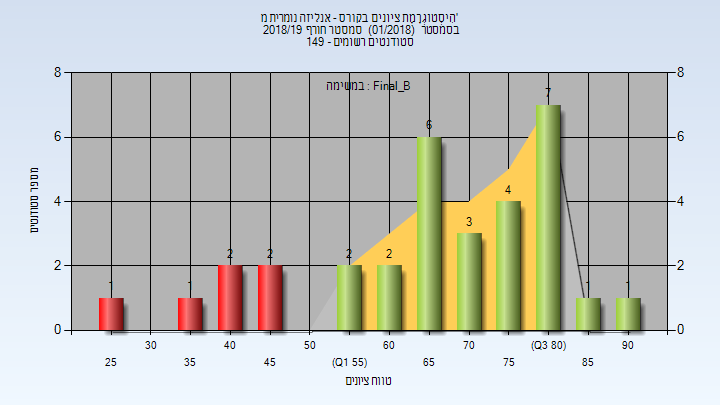 הִיסְטוֹגְרָמַת ציונים בקורס - אנליזה נומרית מ'
בסמסטר (01/2018) סמסטר חורף 2018/19
סטודנטים רשומים - 149
במשימה : Final_B
מספר סטודנטים
8 8
6 6
4 4
2 2
0 0
1 1 2 2 2 2 6 3 4 7 1 1
30 40 50 60 70 (Q3 80) 90
25 35 45 (Q1 55) 65 75 85
טווח ציונים